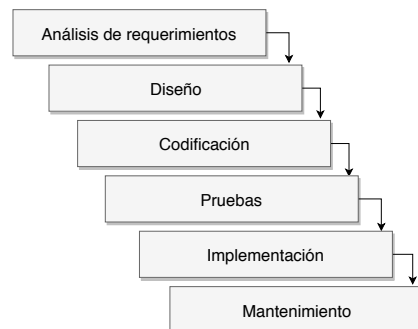 Análisis de requerimientos
Diseño
Codificación
Pruebas
Implementación
Mantenimiento